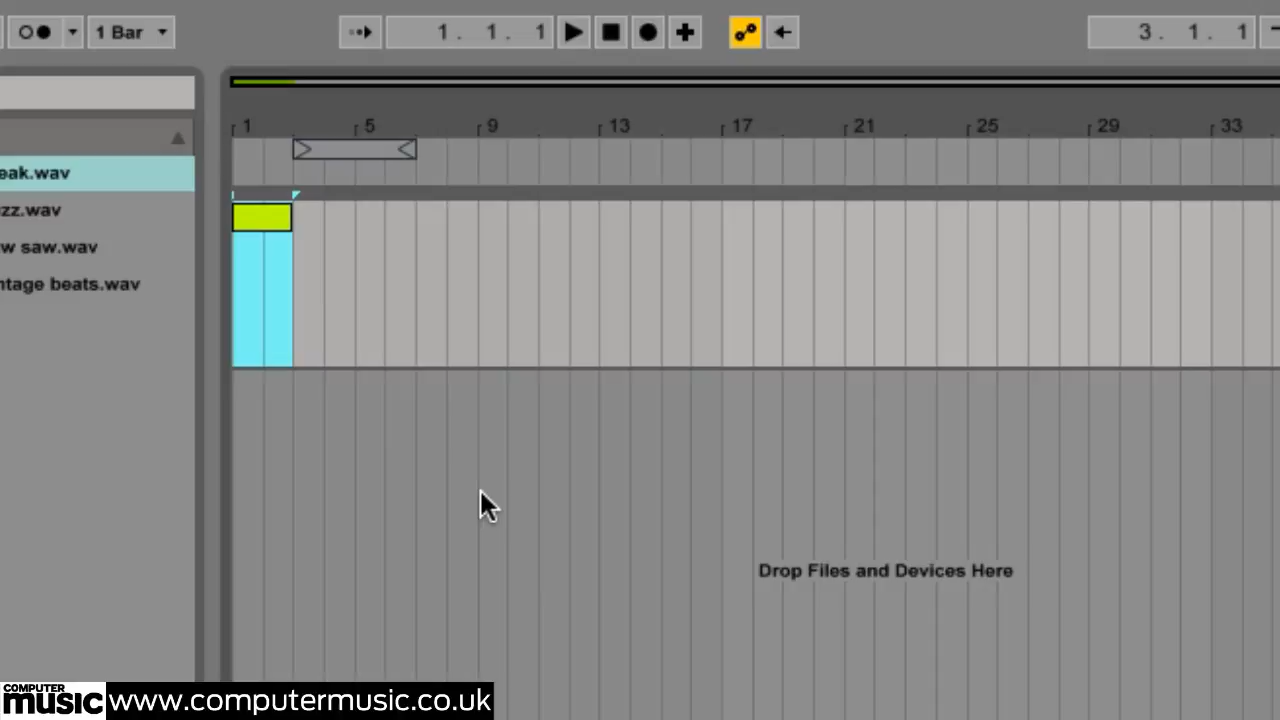 1 Bar
1. 1. 1
3. 1. 1
1 5 9 13 17 21 25 29 33
eak.wav
zz.wav
w saw.wav
ntage beats.wav
Drop Files and Devices Here
COMPUTER
music
www.computermusic.co.uk